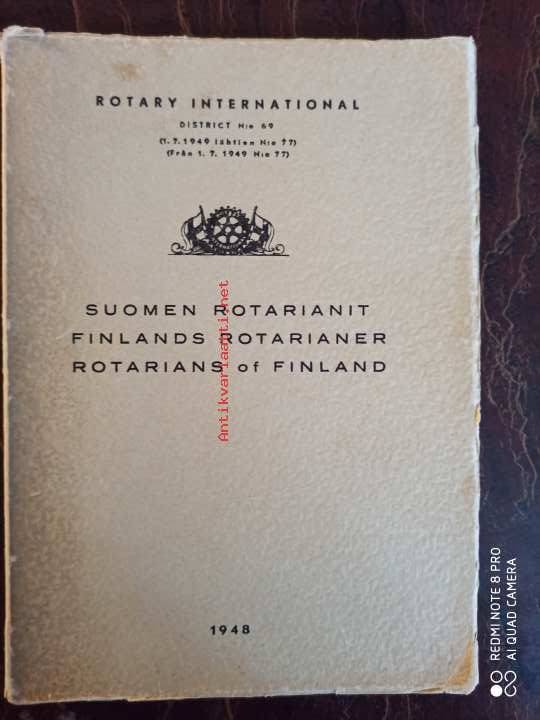 ROTARY INTERNATIONAL
DISTRICT N:o 69
(1.7.1949 lähtien N:o 77)
(Från 1.7.1949 N:o 77)
SUOMEN ROTARIANIT
FINLANDS ROTARIANER
ROTARIANS of FINLAND
1948
Antikvariaatti.net
REDMI NOTE 8 PRO
AI QUAD CAMERA